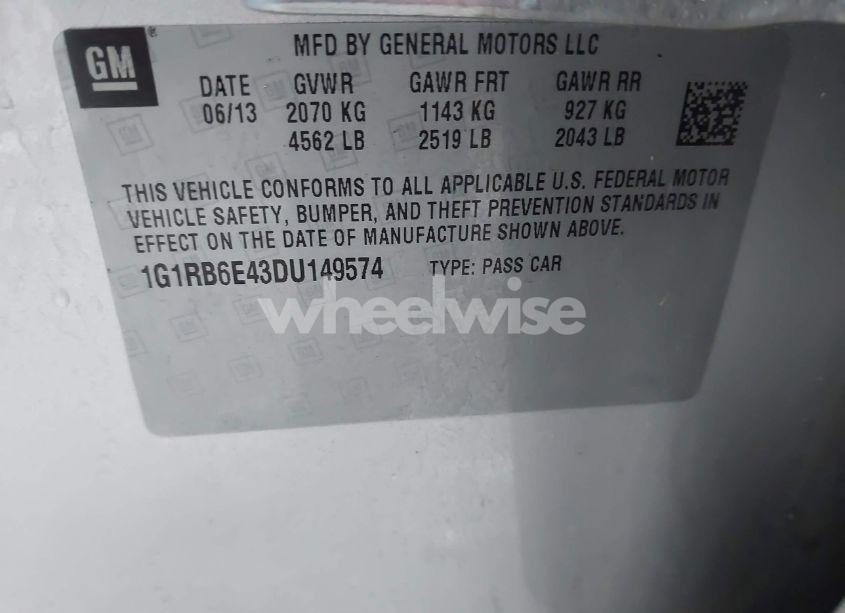 GM®
MFD BY GENERAL MOTORS LLC
DATE GVWR GAWR FRT GAWR RR
06/13 2070 KG 1143 KG 927 KG
4562 LB 2519 LB 2043 LB
THIS VEHICLE CONFORMS TO ALL APPLICABLE U.S. FEDERAL MOTOR
VEHICLE SAFETY, BUMPER, AND THEFT PREVENTION STANDARDS IN
EFFECT ON THE DATE OF MANUFACTURE SHOWN ABOVE.
1G1RB6E43DU149574 TYPE: PASS CAR
wheelwise